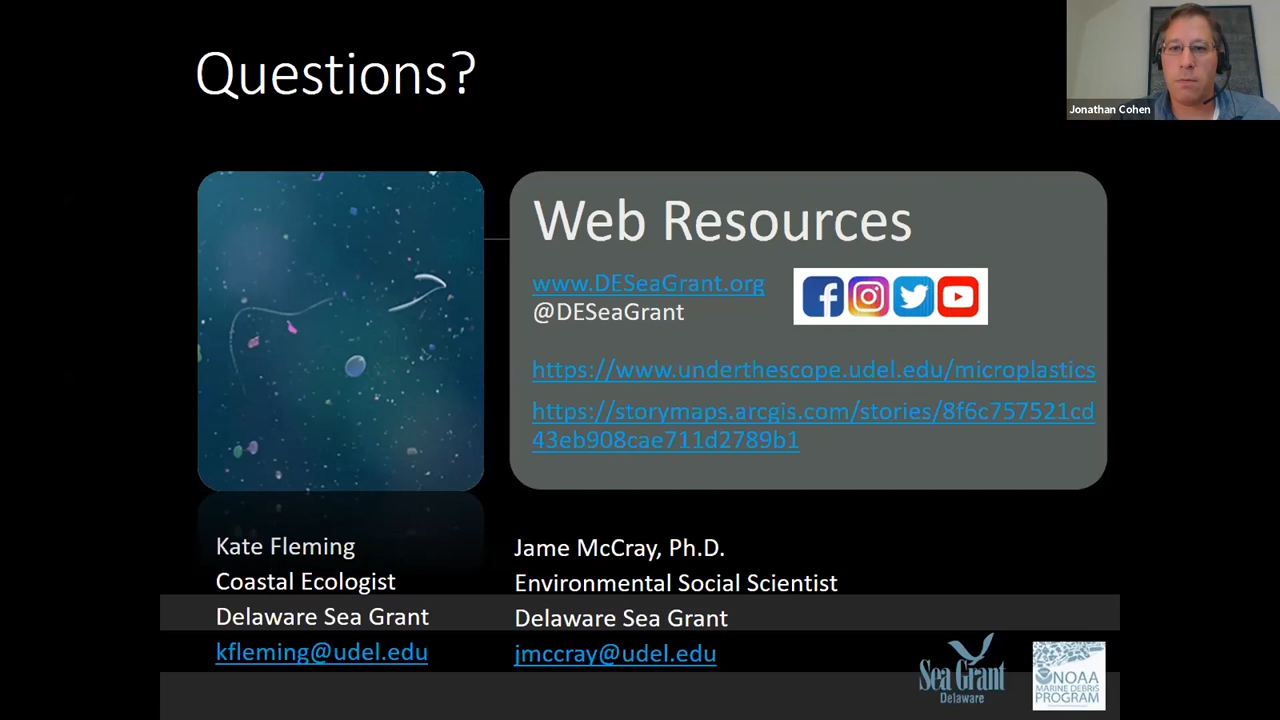 Questions?
Jonathan Cohen
Web Resources
www.DESeaGrant.org
@DESeaGrant
https://www.underthescope.udel.edu/microplastics
https://storymaps.arcgis.com/stories/8f6c757521cd
43eb908cae711d2789b1
Kate Fleming
Coastal Ecologist
Delaware Sea Grant
kfleming@udel.edu
Jame McCray, Ph.D.
Environmental Social Scientist
Delaware Sea Grant
jmccray@udel.edu
Sea Grant
Delaware
NOAA
MARINE DEBRIS
PROGRAM